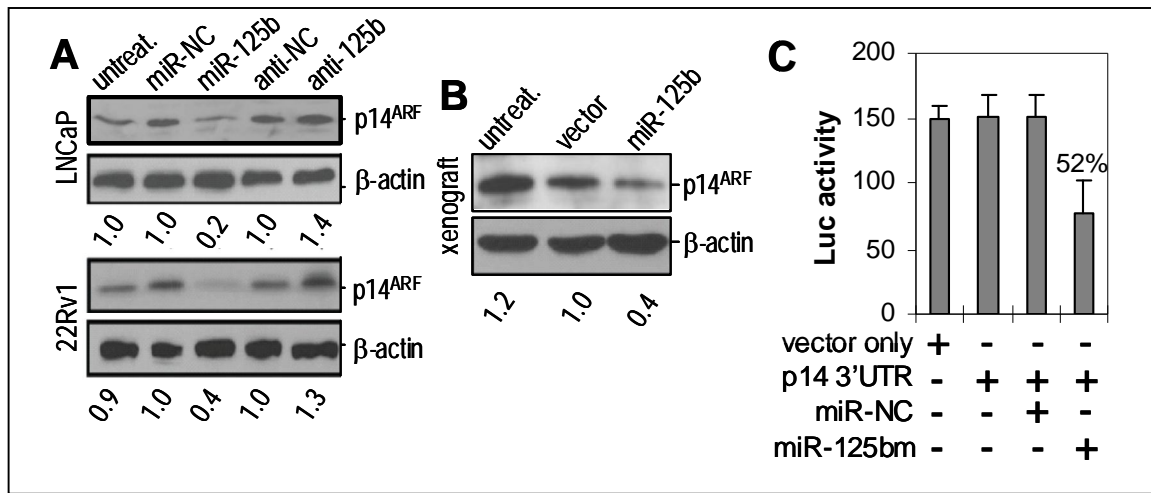 A
untreat. miR-NC miR-125b anti-NC anti-125b
LNCaP
p14ARF
β-actin
1.0 1.0 0.2 1.0 1.4
22Rv1
p14ARF
β-actin
0.9 1.0 0.4 1.0 1.3
B
untreat. vector miR-125b
xenograft
p14ARF
β-actin
1.2 1.0 0.4
C
Luc activity
200
150
100
50
0
52%
vector only + - - -
p14 3’UTR - + + +
miR-NC - - + -
miR-125bm - - - +